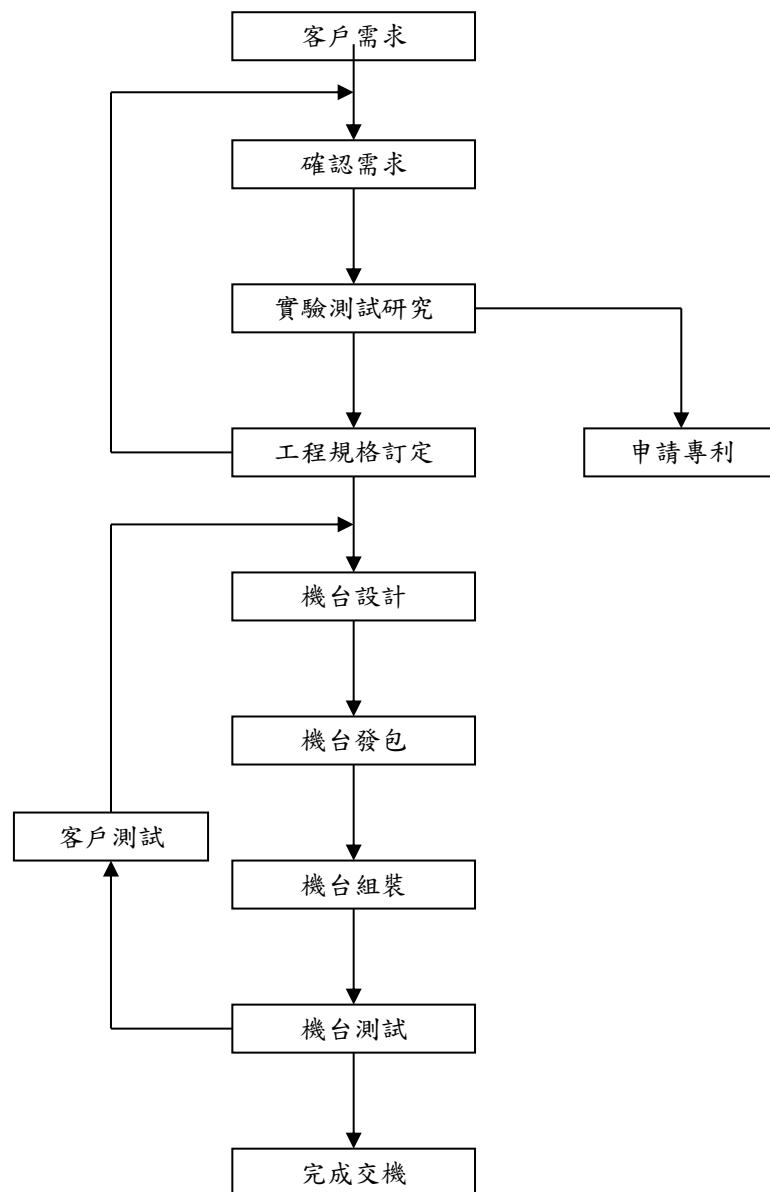 客戶需求
確認需求
實驗測試研究
工程規格訂定
申請專利
機台設計
機台發包
客戶測試
機台組裝
機台測試
完成交機